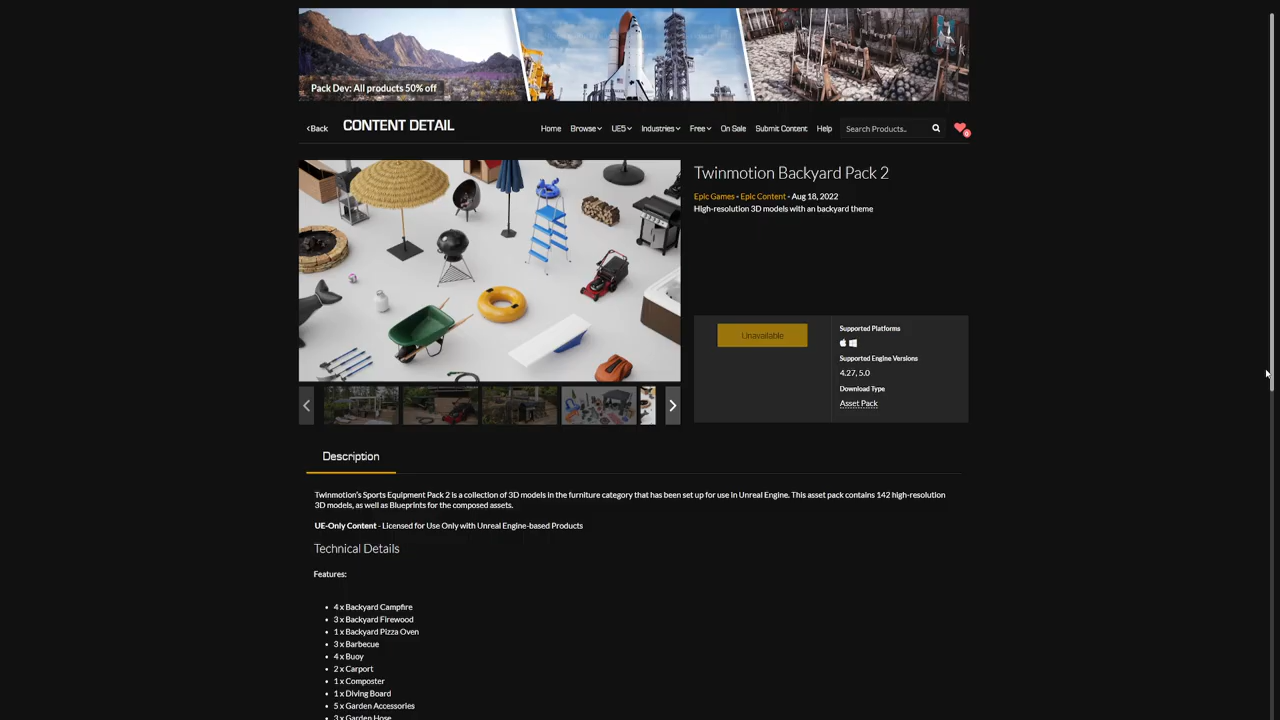 Pack Dev: All products 50% off
Back
CONTENT DETAIL
Home
Browse
UE5
Industries
Free
On Sale
Submit Content
Help
Search Products..
0
Twinmotion Backyard Pack 2
Epic Games - Epic Content - Aug 18, 2022
High-resolution 3D models with an backyard theme
Unavailable
Supported Platforms
Supported Engine Versions
4.27, 5.0
Download Type
Asset Pack
Description
Twinmotion's Sports Equipment Pack 2 is a collection of 3D models in the furniture category that has been set up for use in Unreal Engine. This asset pack contains 142 high-resolution
3D models, as well as Blueprints for the composed assets.
UE-Only Content - Licensed for Use Only with Unreal Engine-based Products
Technical Details
Features:
4 x Backyard Campfire
3 x Backyard Firewood
1 x Backyard Pizza Oven
3 x Barbecue
4 x Buoy
2 x Carport
1 x Composter
1 x Diving Board
5 x Garden Accessories
3 x Garden Hose